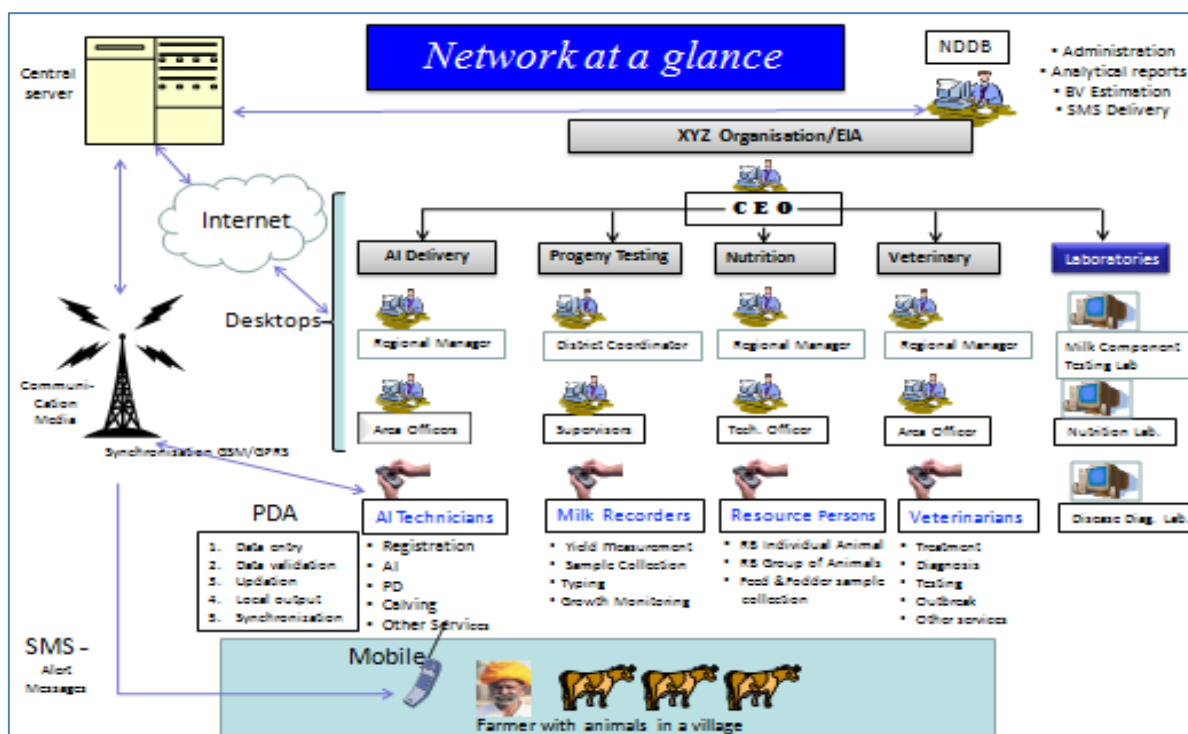 Network at a glance
Central
server
NDDB
▪ Administration
▪ Analytical reports
▪ BV Estimation
▪ SMS Delivery
XYZ Organisation/EIA
CEO
Internet
Desktops
AI Delivery
Progeny Testing
Nutrition
Veterinary
Laboratories
Regional Manager
District Coordinator
Regional Manager
Regional Manager
Milk Component
Testing Lab
Communi-
Cation
Media
Area Officers
Supervisors
Tech. Officer
Area Officer
Nutrition Lab.
Synchronisation GSM/GPRS
PDA
1. Data entry
2. Data validation
3. Updation
4. Local output
5. Synchronization
AI Technicians
▪ Registration
▪ AI
▪ PD
▪ Calving
▪ Other Services
Milk Recorders
▪ Yield Measurement
▪ Sample Collection
▪ Typing
▪ Growth Monitoring
Resource Persons
▪ RB Individual Animal
▪ RB Group of Animals
▪ Feed & Fodder sample
collection
Veterinarians
▪ Treatment
▪ Diagnosis
▪ Testing
▪ Outbreak
▪ Other services
Disease Diag. Lab.
SMS -
Alert
Messages
Mobile
Farmer with animals in a village